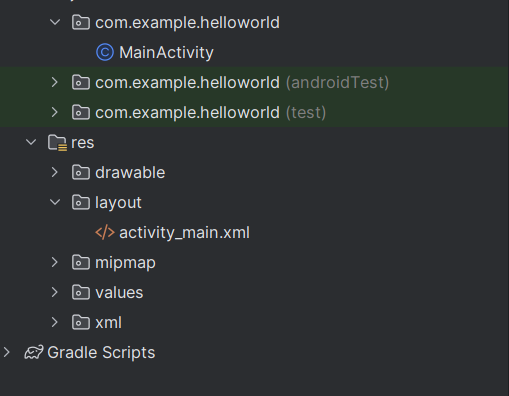 com.example.helloworld
MainActivity
com.example.helloworld (androidTest)
com.example.helloworld (test)
res
drawable
layout
activity_main.xml
mipmap
values
xml
Gradle Scripts